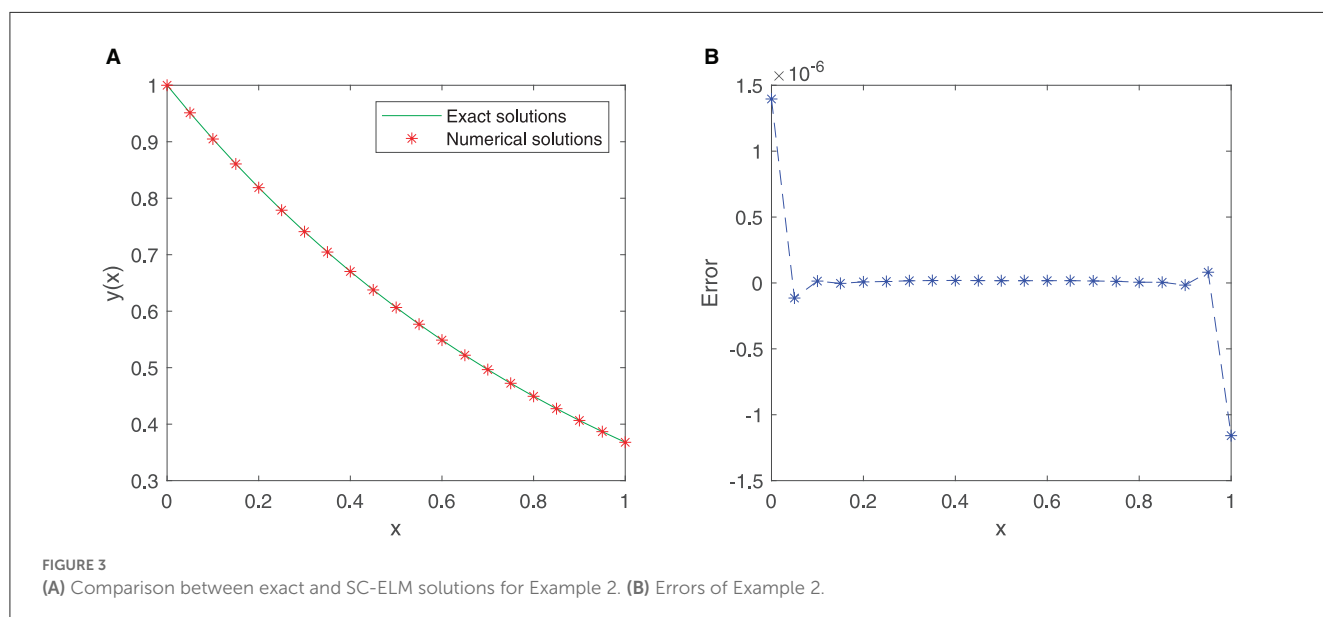 A
1
0.9
0.8
0.7
0.6
0.5
0.4
0.3
y(x)
0
0.2
0.4
0.6
0.8
1
x
Exact solutions
Numerical solutions
B
×10-6
1.5
1
0.5
0
-0.5
-1
-1.5
Error
0
0.2
0.4
0.6
0.8
1
x
FIGURE 3
(A) Comparison between exact and SC-ELM solutions for Example 2. (B) Errors of Example 2.